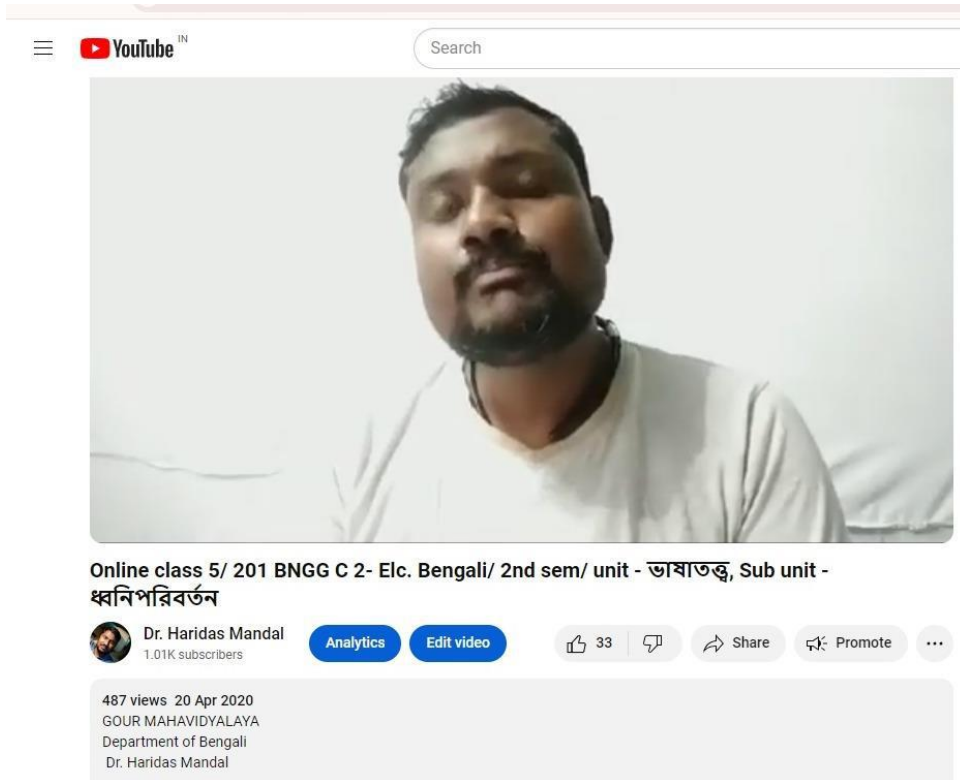 YouTube IN
Search
Online class 5/ 201 BNGG C 2- Elc. Bengali/ 2nd sem/ unit - ভাষাতত্ত্ব, Sub unit -
ধ্বনিপরিবর্তন
Dr. Haridas Mandal
1.01K subscribers
Analytics
Edit video
33
Share
Promote
487 views 20 Apr 2020
GOUR MAHAVIDYALAYA
Department of Bengali
Dr. Haridas Mandal